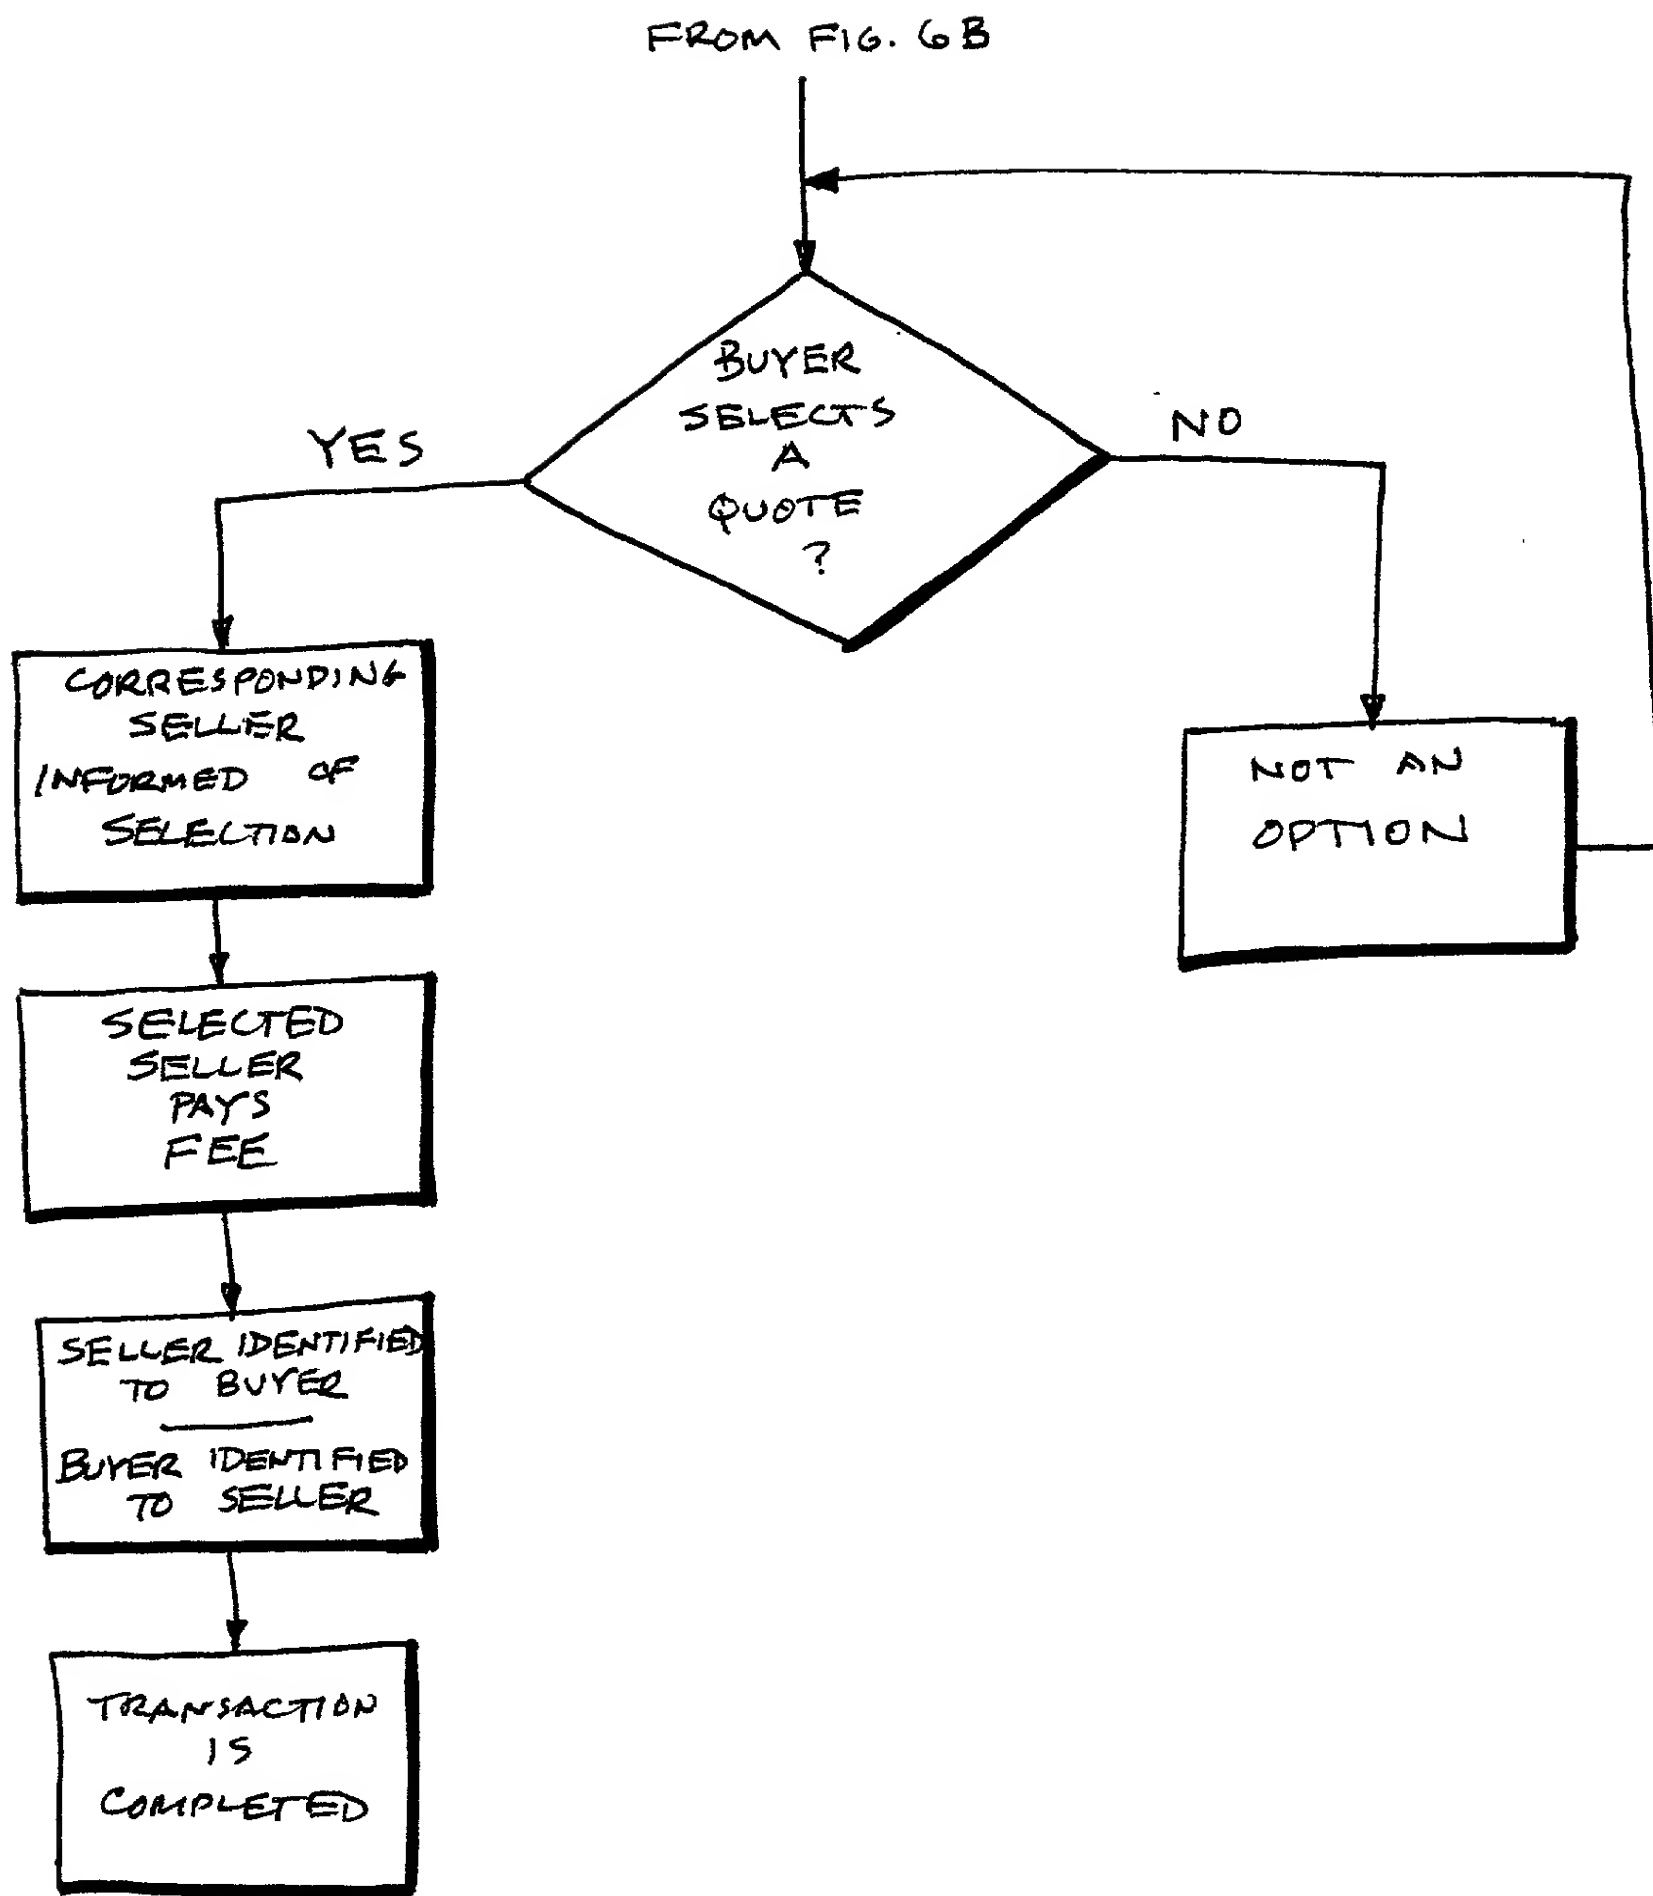 FROM FIG. 6B
BUYER
SELECTS
A
QUOTE
?
YES
NO
CORRESPONDING
SELLER
INFORMED OF
SELECTION
NOT AN
OPTION
SELECTED
SELLER
PAYS
FEE
SELLER IDENTIFIED
TO BUYER
BUYER IDENTIFIED
TO SELLER
TRANSACTION
IS
COMPLETED